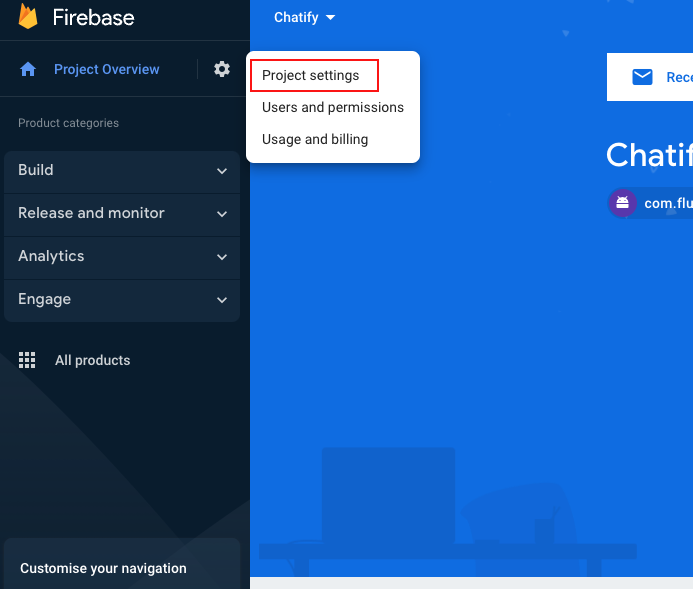 Firebase
Chatify
Project Overview
Project settings
Users and permissions
Usage and billing
Product categories
Build
Release and monitor
Analytics
Engage
All products
Customise your navigation
Rece
Chatif
com.flu